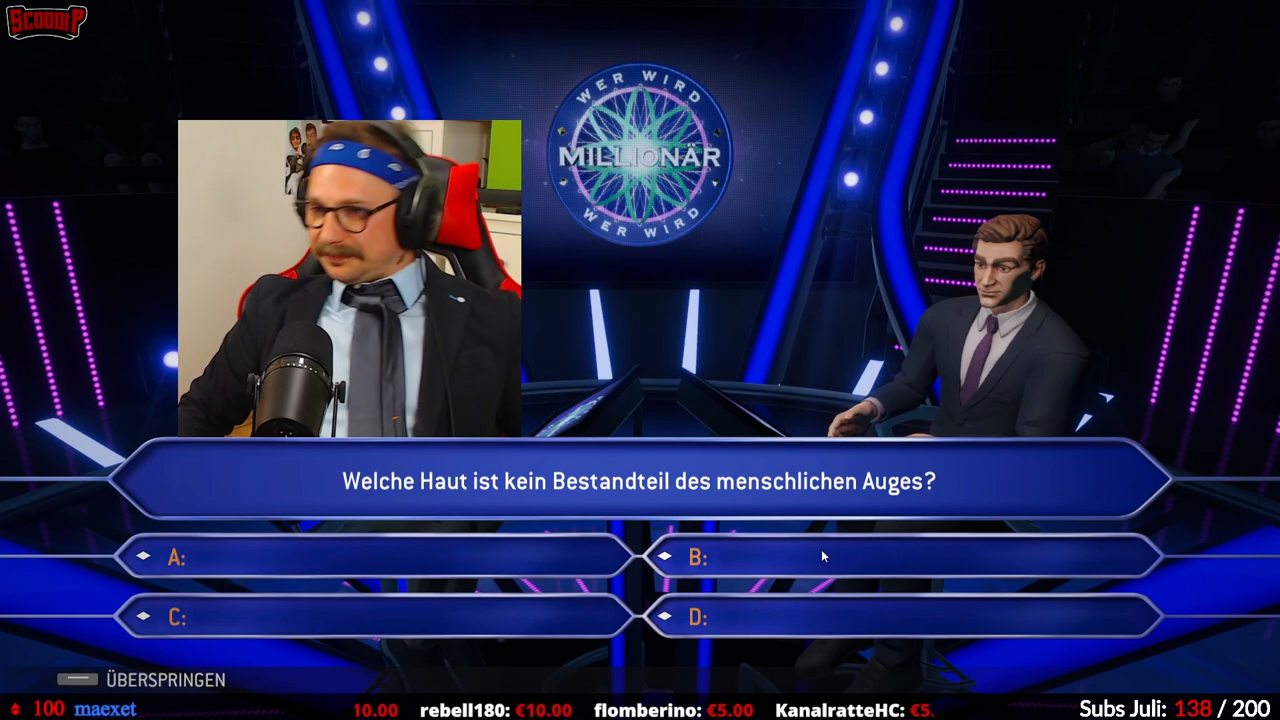 SCOODIP
WER WIRD
MILLIONÄR
WER WIRD
Welche Haut ist kein Bestandteil des menschlichen Auges?
A:
B:
C:
D:
ÜBERSPRINGEN
100 maexet
10.00 rebell180: €10.00 flomberino: €5.00 KanalratteHC: €5.
Subs Juli: 138 / 200